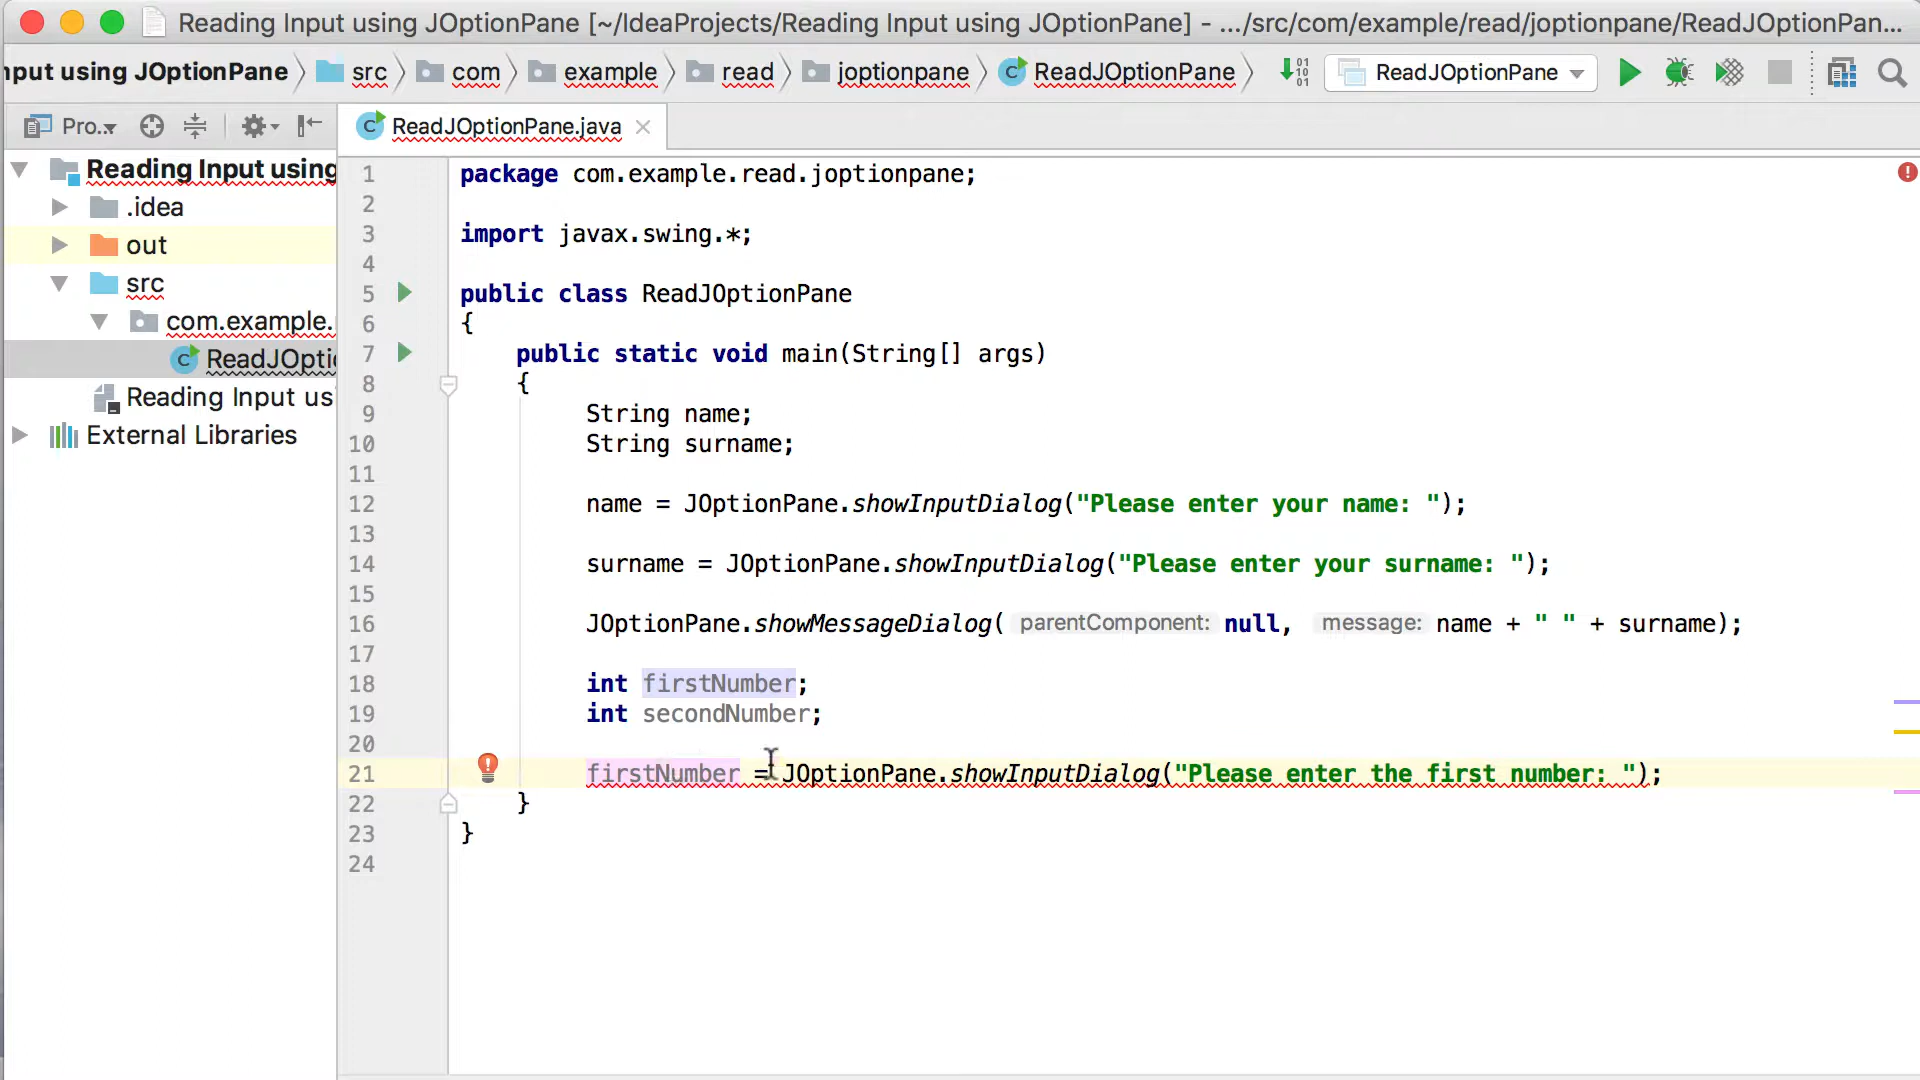 Reading Input using JOptionPane [~/IdeaProjects/Reading Input using JOptionPane] - .../src/com/example/read/joptionpane/ReadJOptionPan...
nput using JOptionPane src com example read joptionpane ReadJOptionPane ReadJOptionPane
Pro.. ReadJOptionPane.java
Reading Input using
.idea
out
src
com.example.
ReadJOptio
Reading Input us
External Libraries
1 package com.example.read.joptionpane;
2
3 import javax.swing.*;
4
5 public class ReadJOptionPane
6 {
7 public static void main(String[] args)
8 {
9 String name;
10 String surname;
11
12 name = JOptionPane.showInputDialog("Please enter your name: ");
13
14 surname = JOptionPane.showInputDialog("Please enter your surname: ");
15
16 JOptionPane.showMessageDialog( parentComponent: null, message: name + " " + surname);
17
18 int firstNumber;
19 int secondNumber;
20
21 firstNumber = JOptionPane.showInputDialog("Please enter the first number: ");
22 }
23 }
24